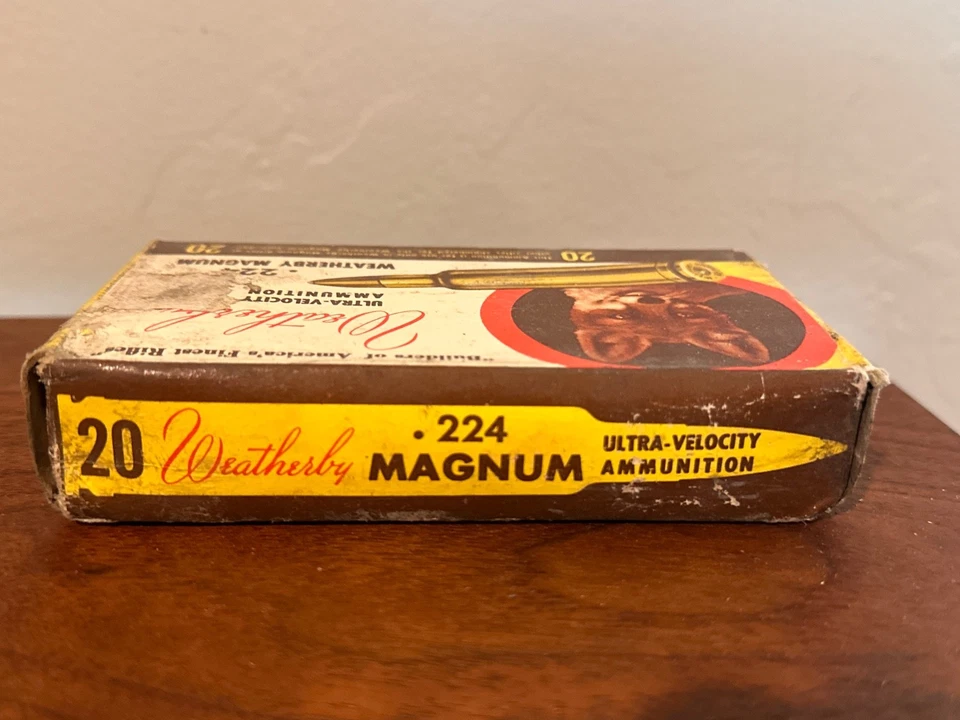 20 Weatherby .224 MAGNUM ULTRA-VELOCITY AMMUNITION
"Builders of America's Finest Rifles"
Weatherby
ULTRA-VELOCITY
AMMUNITION
.224
WEATHERBY MAGNUM
20
20